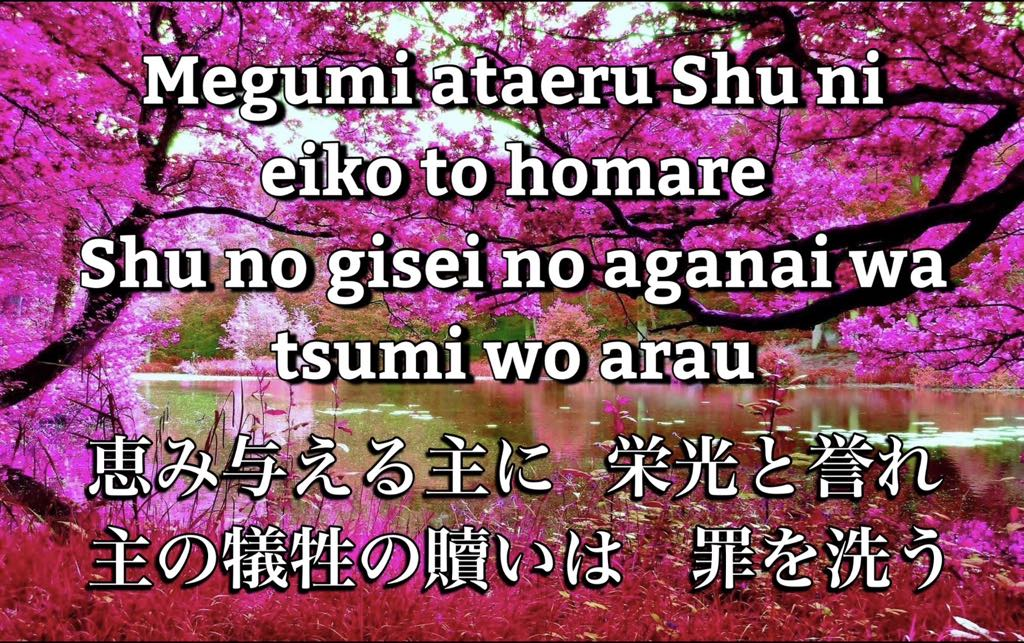 Megumi ataeru Shu ni
eiko to homare
Shu no gisei no aganai wa
tsumi wo arau
恵み与える主に　栄光と誉れ
主の犠牲の贖いは　罪を洗う